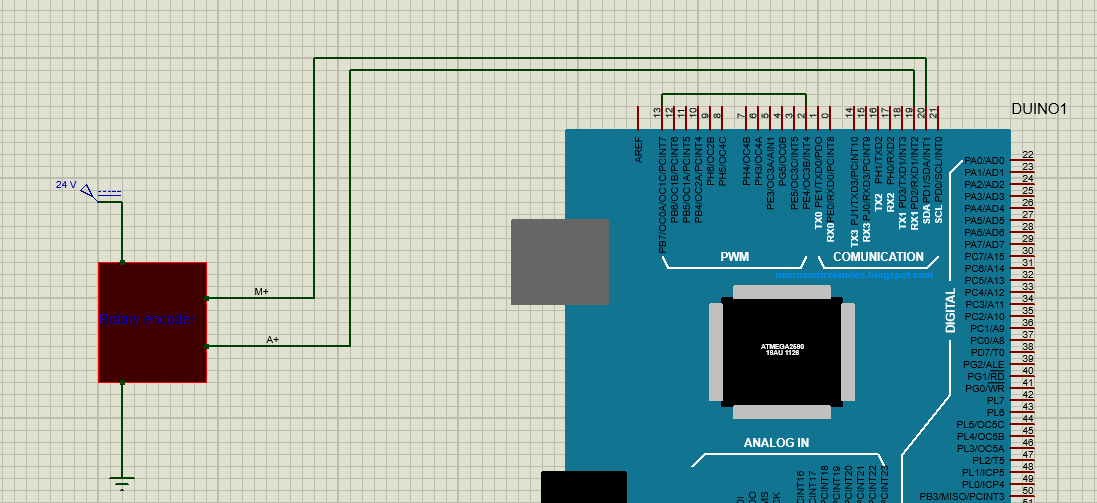 DUINO1
24 V
Rotary encoder
M+
A+
AREF
13
12
11
10
9
8
7
6
5
4
3
2
1
0
14
15
16
17
18
19
20
21
PB7/OC0A/OC1C/PCINT7
PB6/OC1B/PCINT6
PB5/OC1A/PCINT5
PB4/OC2A/PCINT4
PH6/OC2B
PH5/OC4C
PH4/OC4B
PH3/OC4A
PE3/OC3A/AIN1
PG5/OC0B
PE5/OC3C/INT5
PE4/OC3B/INT4
TX0 PE1/TXD0/PDO
RX0 PE0/RXD0/PCINT8
TX3 PJ1/TXD3/PCINT10
RX3 PJ0/RXD3/PCINT9
TX2 PH1/TXD2
RX2 PH0/RXD2
TX1 PD3/TXD1/INT3
RX1 PD2/RXD1/INT2
SDA PD1/SDA/INT1
SCL PD0/SCL/INT0
PWM
COMUNICATION
microcontrolandos.blogspot.com
DIGITAL
ATMEGA2560
16AU 1126
ANALOG IN
PA0/AD0 22
PA1/AD1 23
PA2/AD2 24
PA3/AD3 25
PA4/AD4 26
PA5/AD5 27
PA6/AD6 28
PA7/AD7 29
PC7/A15 30
PC6/A14 31
PC5/A13 32
PC4/A12 33
PC3/A11 34
PC2/A10 35
PC1/A9 36
PC0/A8 37
PD7/T0 38
PG2/ALE 39
PG1/RD 40
PG0/WR 41
PL7 42
PL6 43
PL5/OC5C 44
PL4/OC5B 45
PL3/OC5A 46
PL2/T5 47
PL1/ICP5 48
PL0/ICP4 49
PB3/MISO/PCINT3 50
CINT16
CINT17
PCINT18
PCINT19
PCINT20
PCINT21
PCINT22
PCINT23